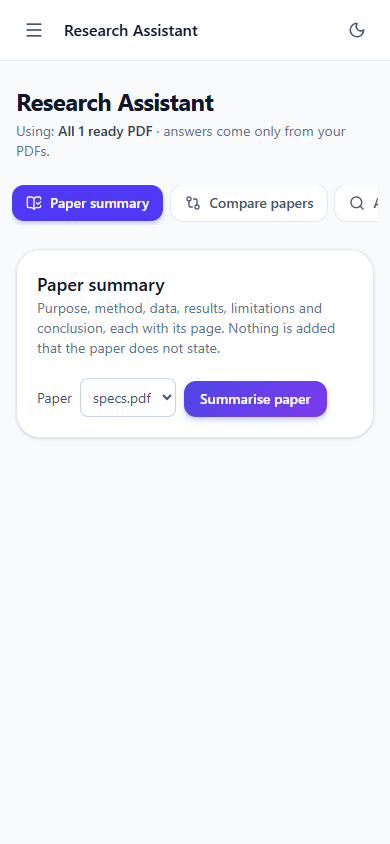 Research Assistant
Research Assistant
Using: All 1 ready PDF · answers come only from your
PDFs.
Paper summary
Compare papers
Paper summary
Purpose, method, data, results, limitations and
conclusion, each with its page. Nothing is added
that the paper does not state.
Paper
specs.pdf
Summarise paper